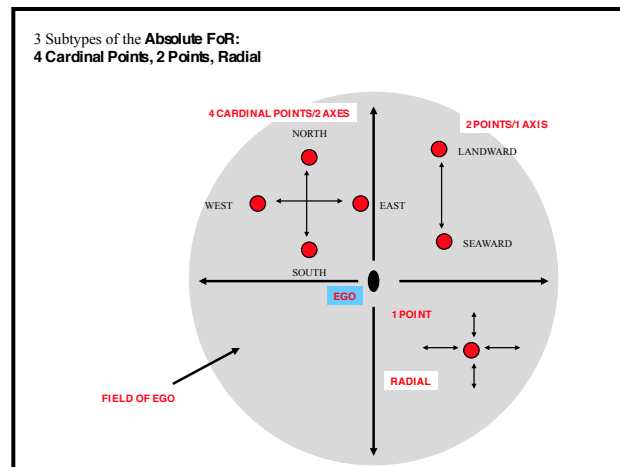 3 Subtypes of the Absolute FoR:
4 Cardinal Points, 2 Points, Radial
4 CARDINAL POINTS/2 AXES
2 POINTS/1 AXIS
NORTH
LANDWARD
WEST
EAST
SEAWARD
SOUTH
EGO
1 POINT
RADIAL
FIELD OF EGO